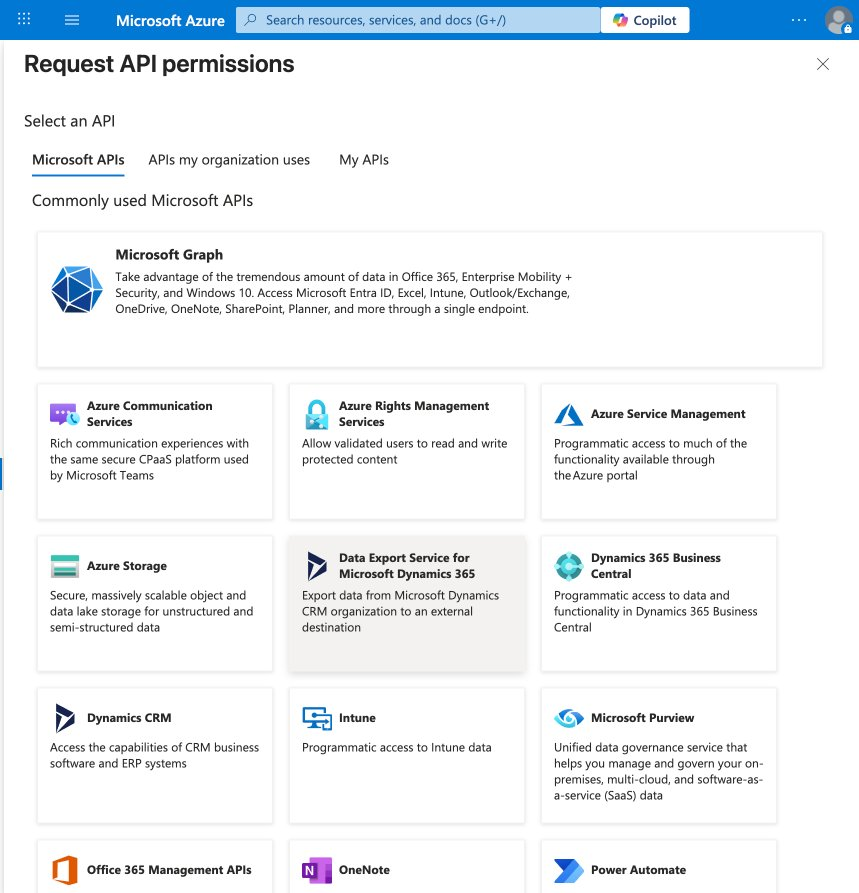 Microsoft Azure
Search resources, services, and docs (G+/)
Copilot
...
Request API permissions
Select an API
Microsoft APIs
APIs my organization uses
My APIs
Commonly used Microsoft APIs
Microsoft Graph
Take advantage of the tremendous amount of data in Office 365, Enterprise Mobility +
Security, and Windows 10. Access Microsoft Entra ID, Excel, Intune, Outlook/Exchange,
OneDrive, OneNote, SharePoint, Planner, and more through a single endpoint.
Azure Communication
Services
Rich communication experiences with
the same secure CPaaS platform used
by Microsoft Teams
Azure Rights Management
Services
Allow validated users to read and write
protected content
Azure Service Management
Programmatic access to much of the
functionality available through
the Azure portal
Azure Storage
Secure, massively scalable object and
data lake storage for unstructured and
semi-structured data
Data Export Service for
Microsoft Dynamics 365
Export data from Microsoft Dynamics
CRM organization to an external
destination
Dynamics 365 Business
Central
Programmatic access to data and
functionality in Dynamics 365 Business
Central
Dynamics CRM
Access the capabilities of CRM business
software and ERP systems
Intune
Programmatic access to Intune data
Microsoft Purview
Unified data governance service that
helps you manage and govern your on-
premises, multi-cloud, and software-as-
a-service (SaaS) data
Office 365 Management APIs
N
OneNote
Power Automate